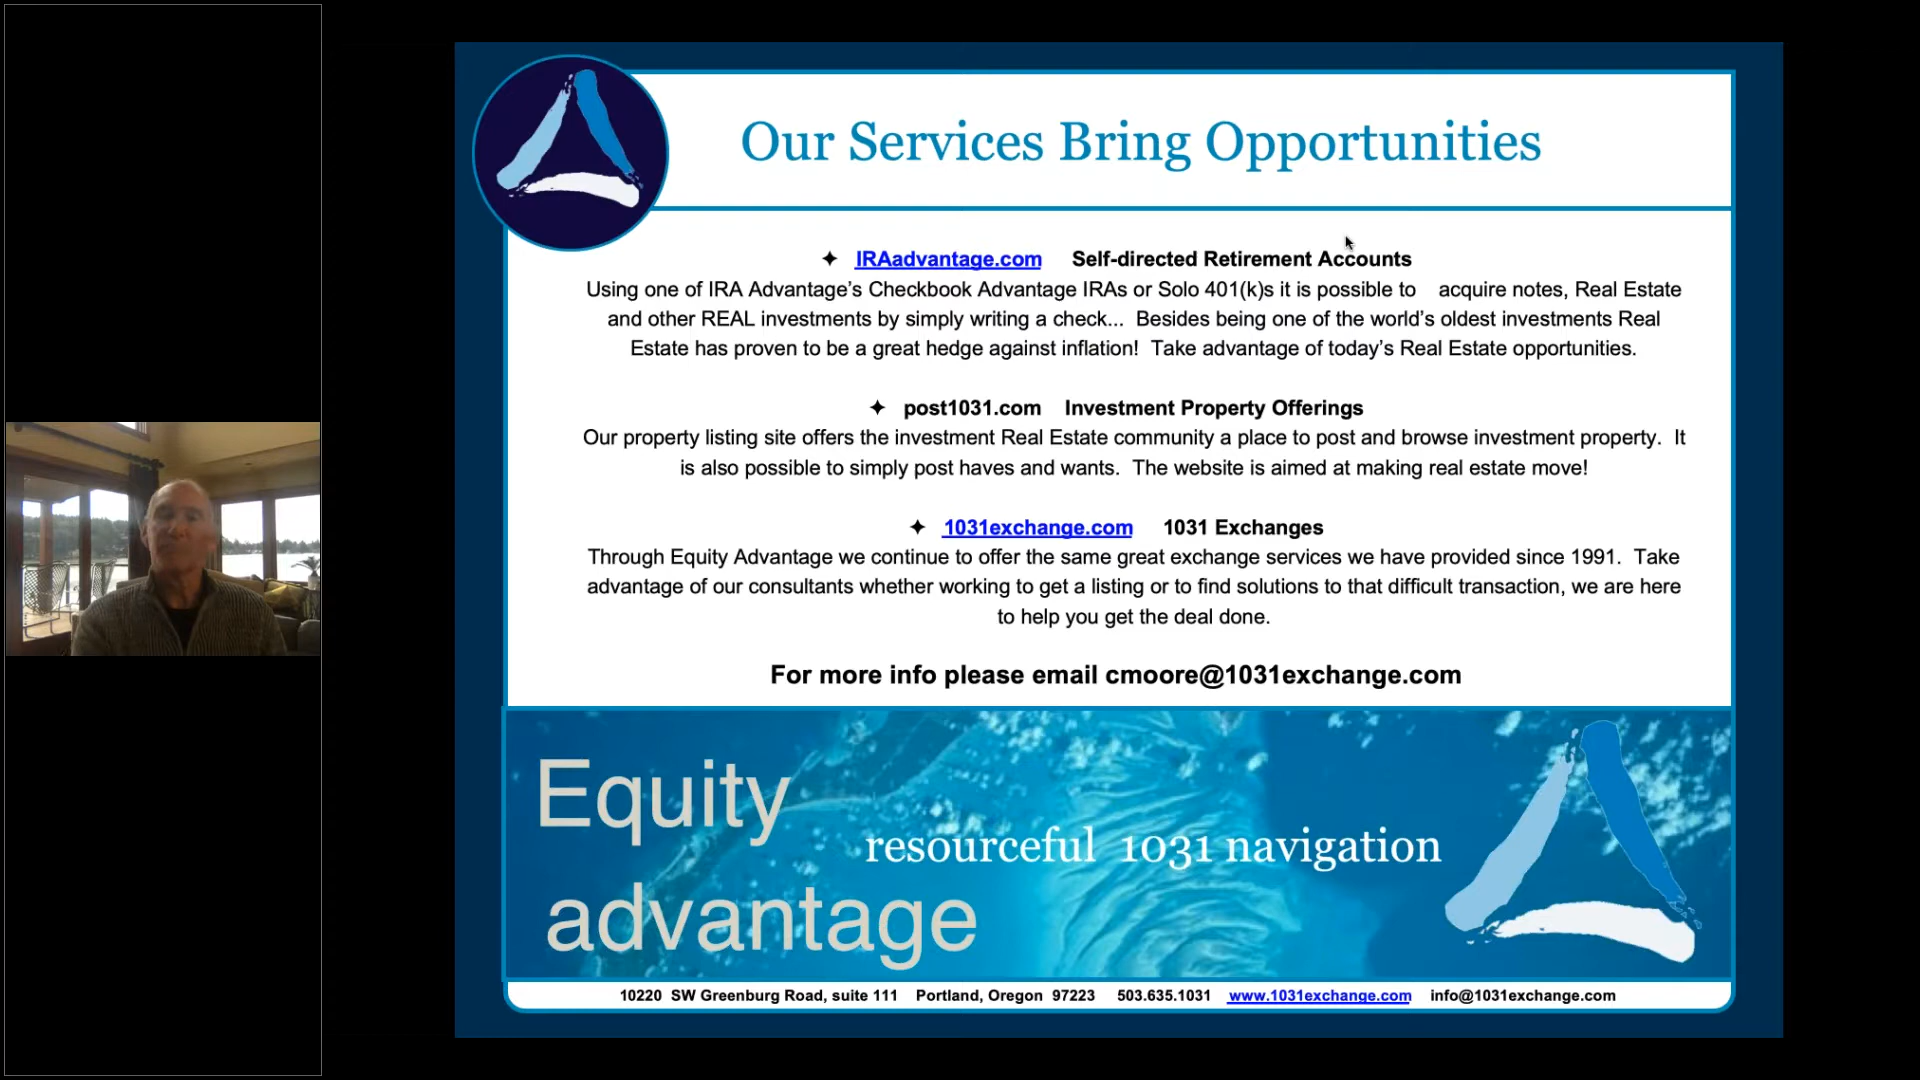 Our Services Bring Opportunities
✦ IRAadvantage.com Self-directed Retirement Accounts
Using one of IRA Advantage’s Checkbook Advantage IRAs or Solo 401(k)s it is possible to acquire notes, Real Estate
and other REAL investments by simply writing a check... Besides being one of the world’s oldest investments Real
Estate has proven to be a great hedge against inflation! Take advantage of today’s Real Estate opportunities.
✦ post1031.com Investment Property Offerings
Our property listing site offers the investment Real Estate community a place to post and browse investment property. It
is also possible to simply post haves and wants. The website is aimed at making real estate move!
✦ 1031exchange.com 1031 Exchanges
Through Equity Advantage we continue to offer the same great exchange services we have provided since 1991. Take
advantage of our consultants whether working to get a listing or to find solutions to that difficult transaction, we are here
to help you get the deal done.
For more info please email cmoore@1031exchange.com
Equity
resourceful 1031 navigation
advantage
10220 SW Greenburg Road, suite 111 Portland, Oregon 97223 503.635.1031 www.1031exchange.com info@1031exchange.com